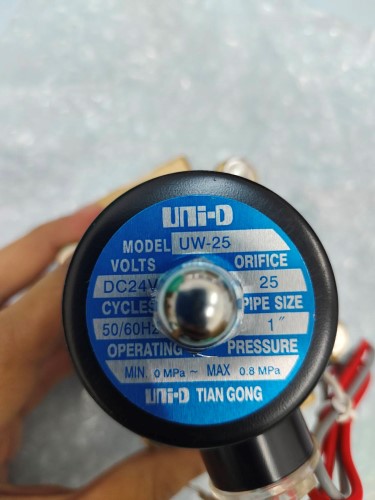 UNi-D
MODEL UW-25
VOLTS ORIFICE
DC24V 25
CYCLES PIPE SIZE
50/60Hz 1"
OPERATING PRESSURE
MIN. 0 MPa ~ MAX 0.8 MPa
UNi-D TIAN GONG